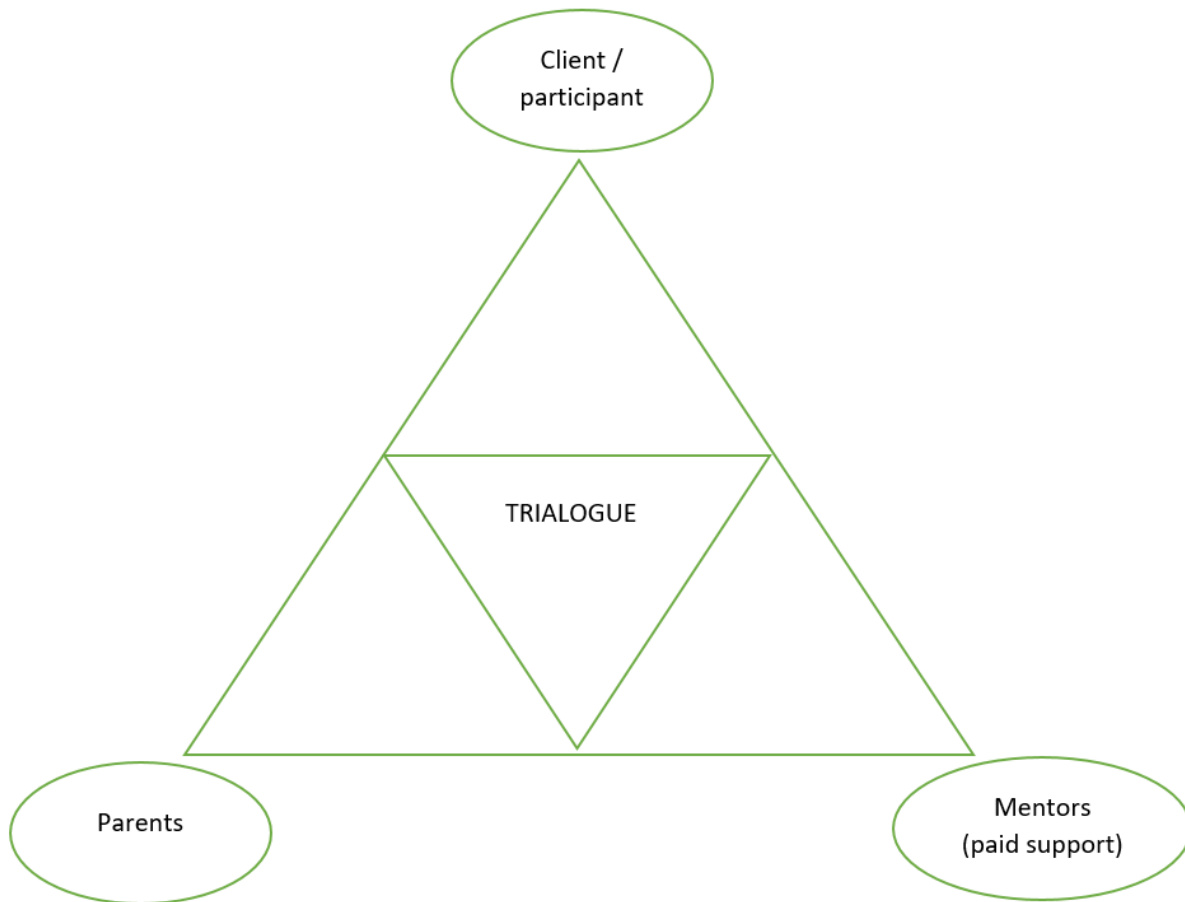 Client /
participant
TRIALOGUE
Parents
Mentors
(paid support)